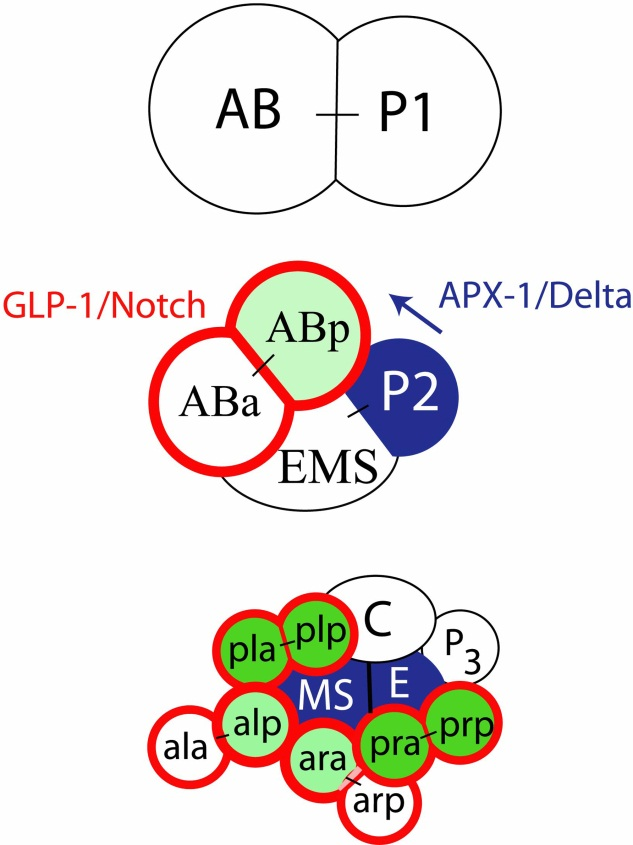 AB P1
GLP-1/Notch
APX-1/Delta
ABp
ABa
P2
EMS
C
plp
pla
P3
MS
E
alp
prp
ala
ara
pra
arp